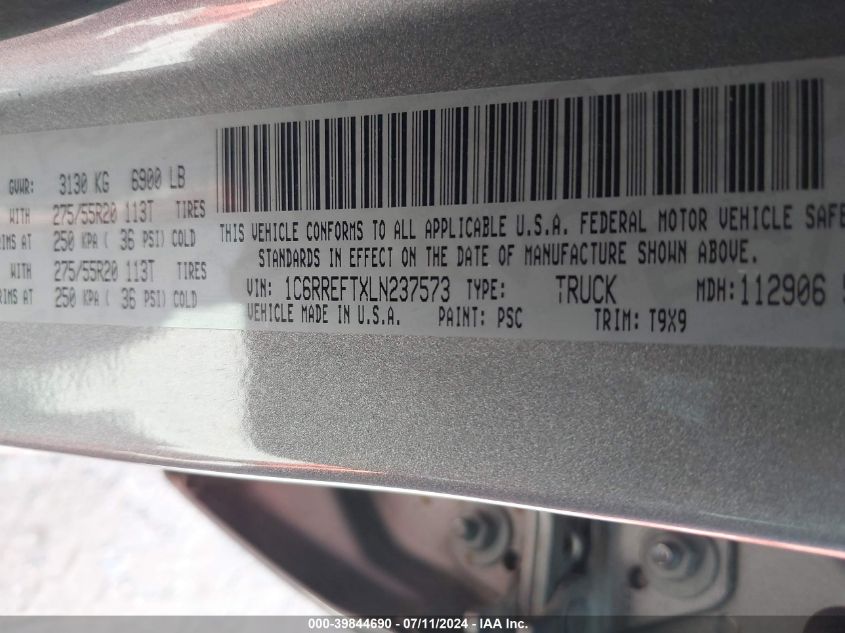 GVWR: 3130 KG 6900 LB
WITH 275/55R20 113T TIRES
RIMS AT 250 KPA ( 36 PSI) COLD
WITH 275/55R20 113T TIRES
RIMS AT 250 KPA ( 36 PSI) COLD
THIS VEHICLE CONFORMS TO ALL APPLICABLE U.S.A. FEDERAL MOTOR VEHICLE SAFE
STANDARDS IN EFFECT ON THE DATE OF MANUFACTURE SHOWN ABOVE.
VIN: 1C6RREFTXLN237573 TYPE: TRUCK MDH: 112906
VEHICLE MADE IN U.S.A. PAINT: PSC TRIM: T9X9
000-39844690 - 07/11/2024 - IAA Inc.